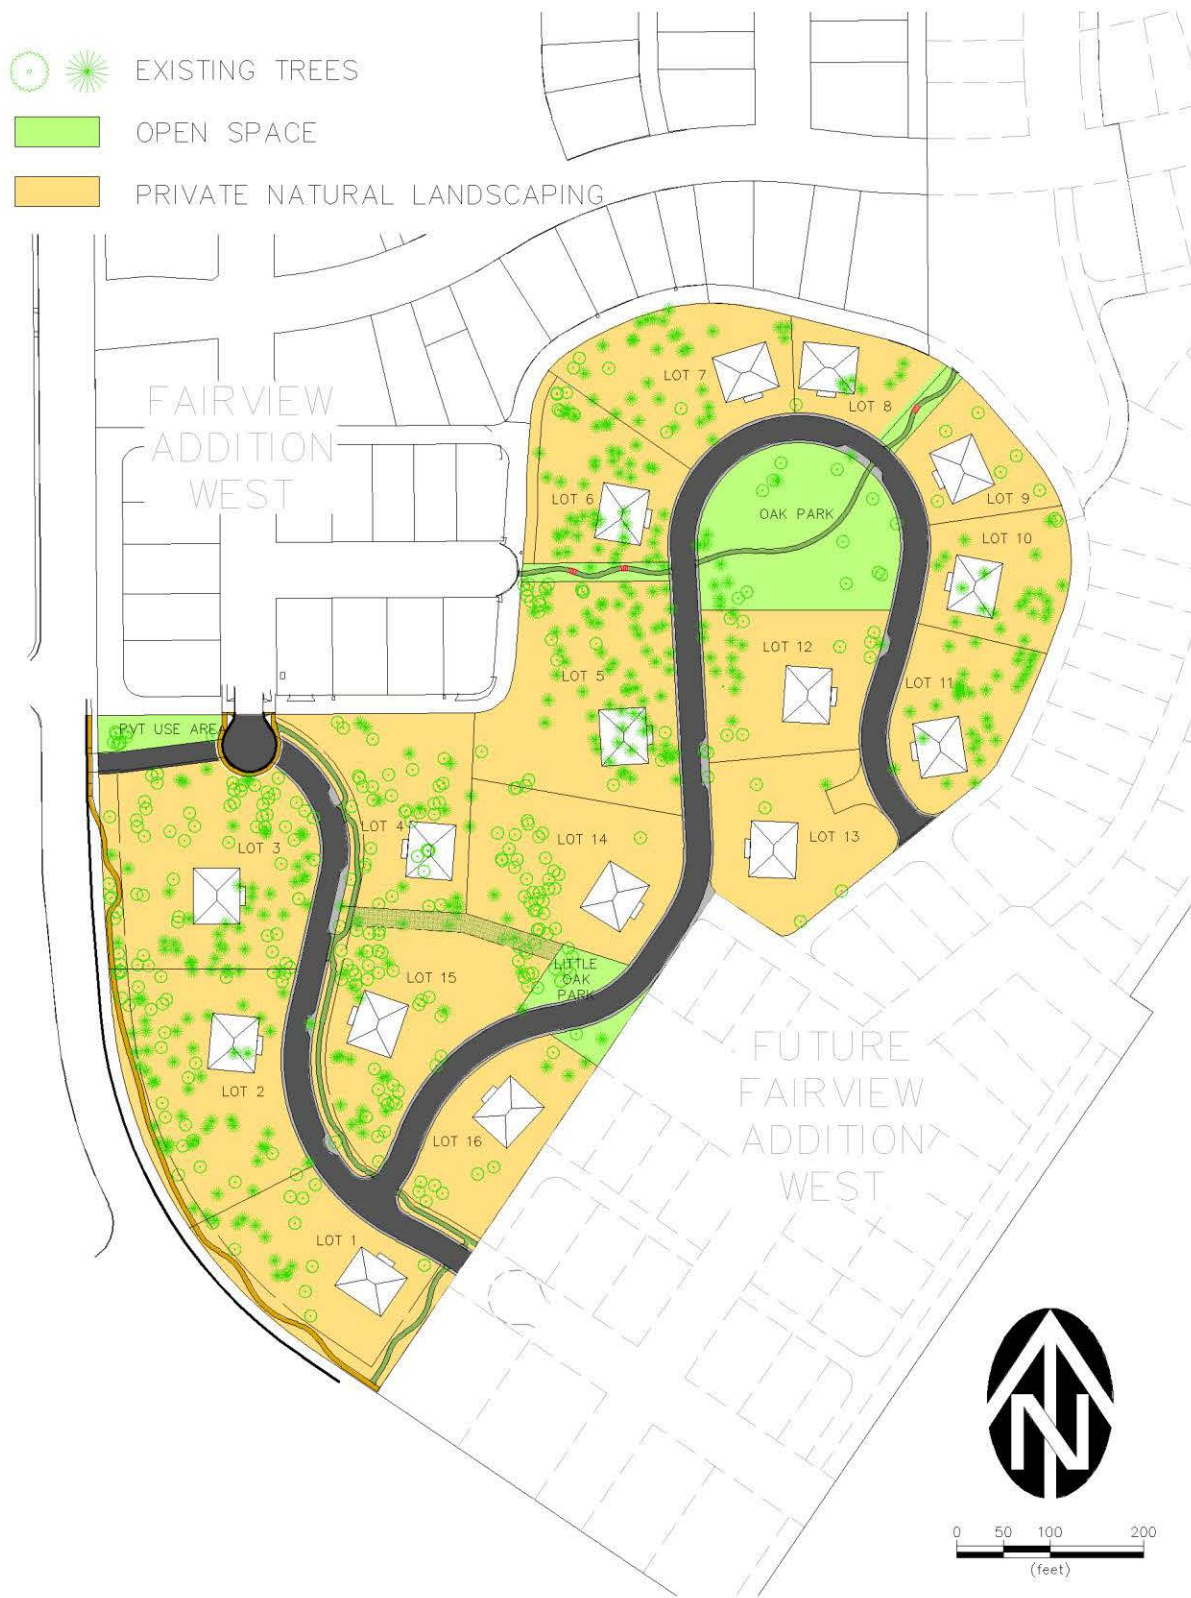 EXISTING TREES
OPEN SPACE
PRIVATE NATURAL LANDSCAPING
FAIRVIEW
ADDITION
WEST
LOT 7
LOT 8
LOT 6
LOT 9
OAK PARK
LOT 10
LOT 12
LOT 5
LOT 11
PVT USE AREA
LOT 4
LOT 3
LOT 14
LOT 13
LITTLE
OAK
PARK
LOT 15
LOT 2
LOT 16
LOT 1
FUTURE
FAIRVIEW
ADDITION
WEST
N
0 50 100 200
(feet)